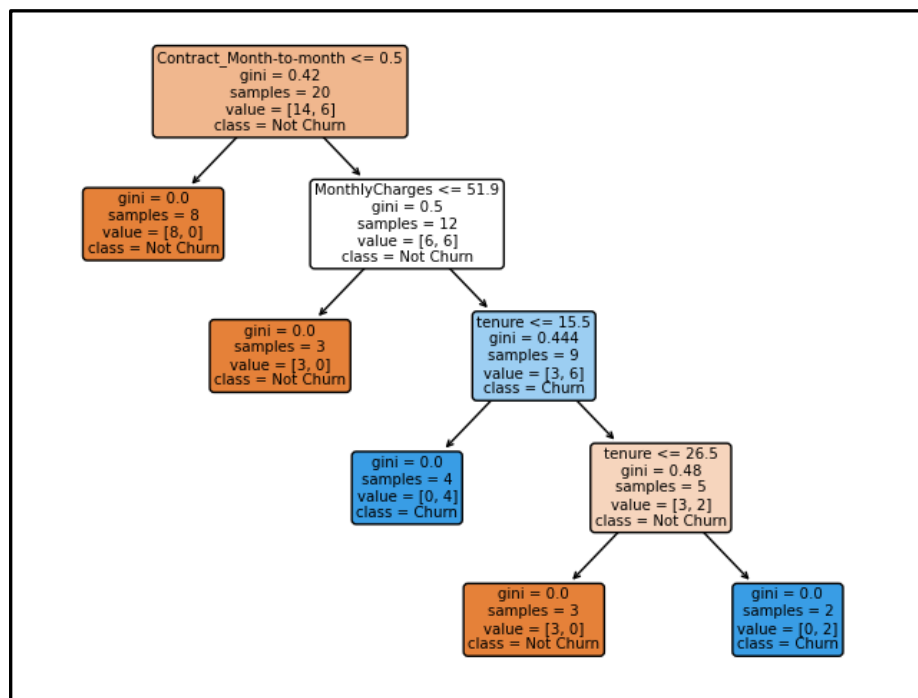 Contract_Month-to-month <= 0.5
gini = 0.42
samples = 20
value = [14, 6]
class = Not Churn
gini = 0.0
samples = 8
value = [8, 0]
class = Not Churn
MonthlyCharges <= 51.9
gini = 0.5
samples = 12
value = [6, 6]
class = Not Churn
gini = 0.0
samples = 3
value = [3, 0]
class = Not Churn
tenure <= 15.5
gini = 0.444
samples = 9
value = [3, 6]
class = Churn
gini = 0.0
samples = 4
value = [0, 4]
class = Churn
tenure <= 26.5
gini = 0.48
samples = 5
value = [3, 2]
class = Not Churn
gini = 0.0
samples = 3
value = [3, 0]
class = Not Churn
gini = 0.0
samples = 2
value = [0, 2]
class = Churn